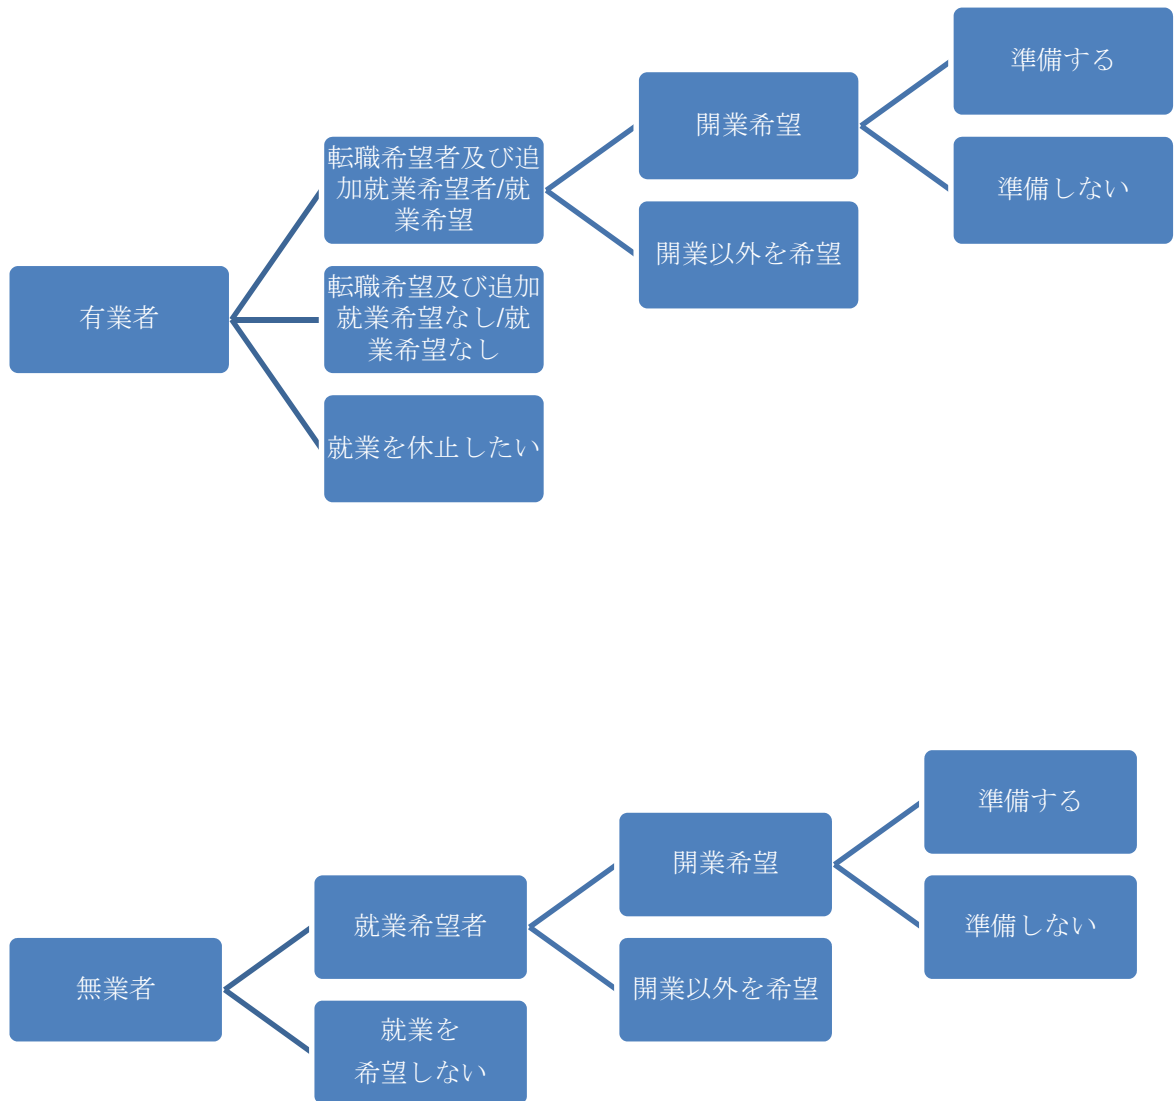 有業者
転職希望者及び追
加就業希望者/就
業希望
転職希望及び追加
就業希望なし/就
業希望なし
就業を休止したい
開業希望
開業以外を希望
準備する
準備しない
無業者
就業希望者
就業を
希望しない
開業希望
開業以外を希望
準備する
準備しない